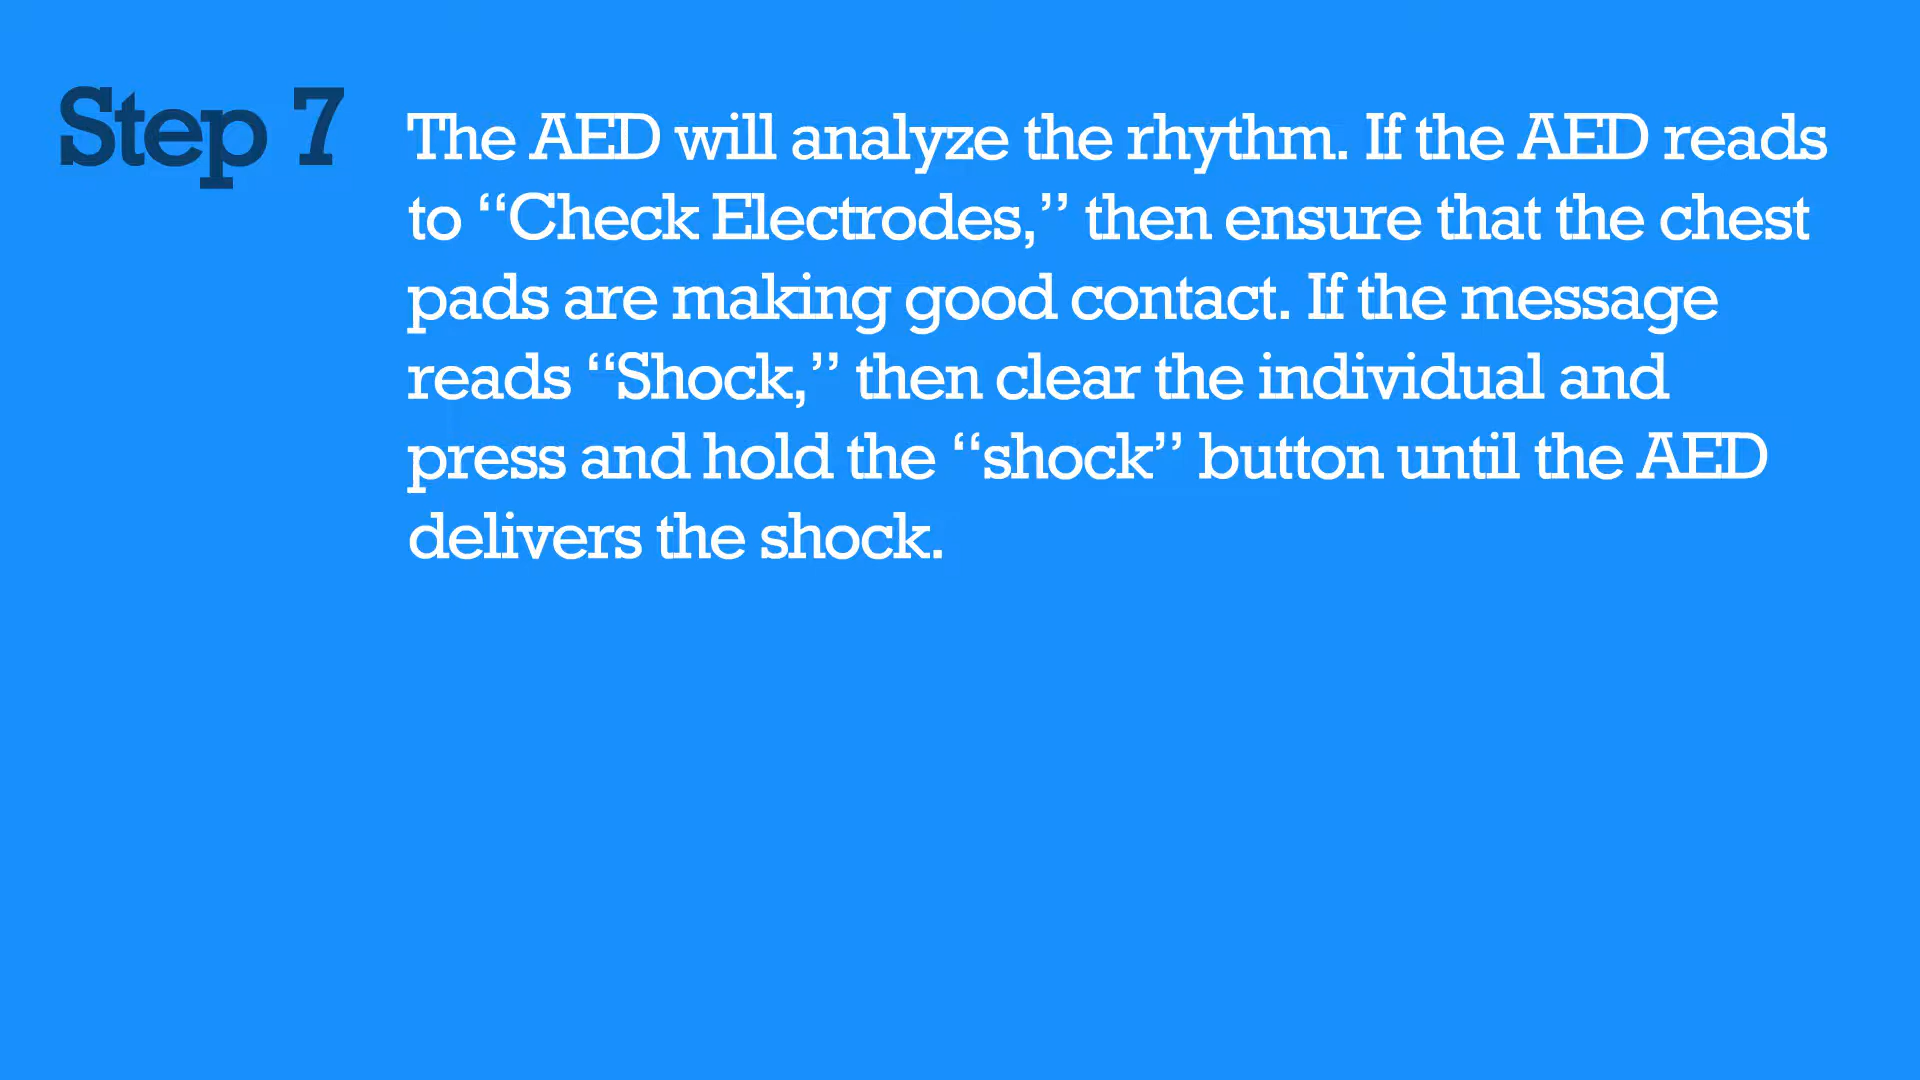 Step 7
The AED will analyze the rhythm. If the AED reads
to “Check Electrodes,” then ensure that the chest
pads are making good contact. If the message
reads “Shock,” then clear the individual and
press and hold the “shock” button until the AED
delivers the shock.